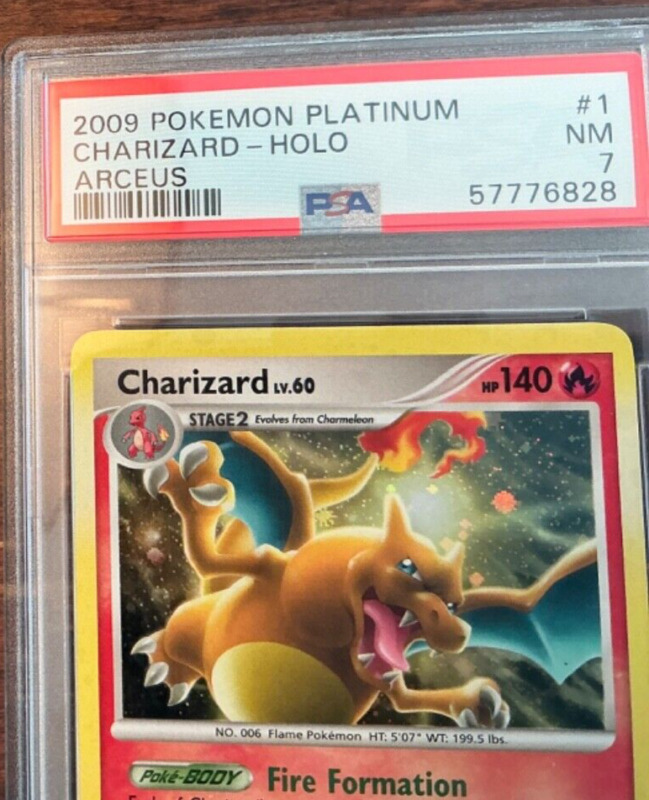 2009 POKEMON PLATINUM #1
CHARIZARD - HOLO NM
ARCEUS 7
PSA 57776828
Charizard LV.60 HP 140
STAGE2 Evolves from Charmeleon
NO. 006 Flame Pokémon HT: 5'07" WT: 199.5 lbs.
Poké-BODY Fire Formation